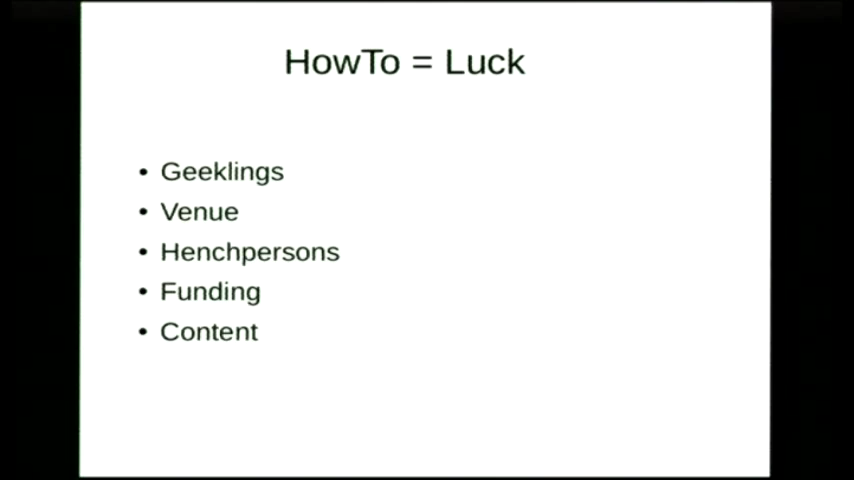 HowTo = Luck
• Geeklings
• Venue
• Henchpersons
• Funding
• Content